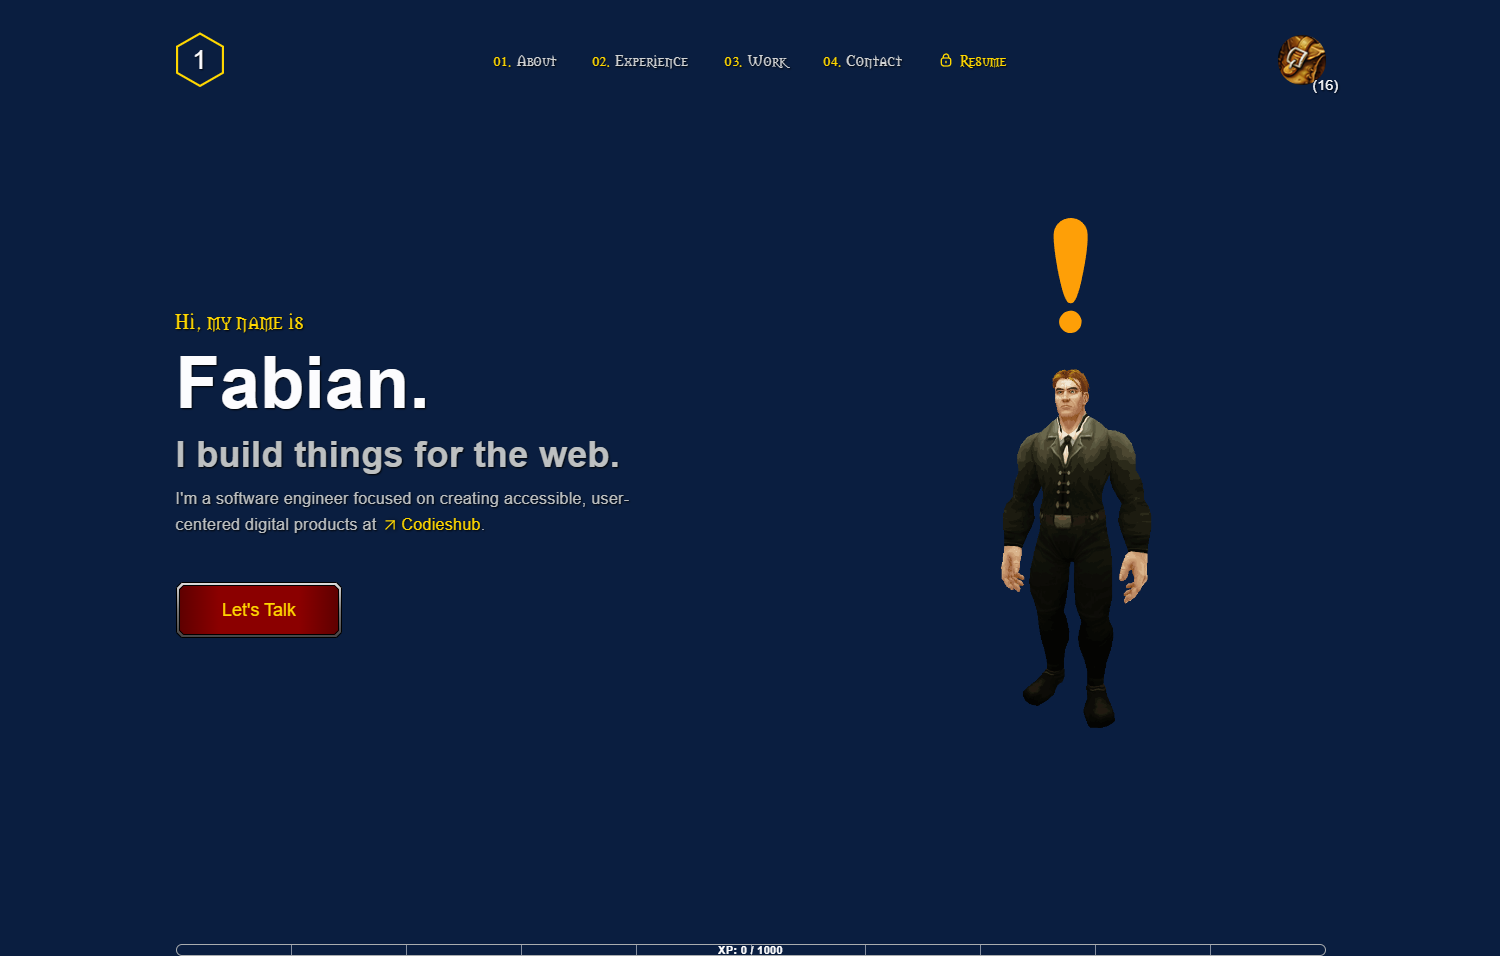 1
01. About
02. Experience
03. Work
04. Contact
Resume
(16)
!
Hi, my name is
Fabian.
I build things for the web.
I'm a software engineer focused on creating accessible, user-
centered digital products at Codieshub.
Let's Talk
XP: 0 / 1000